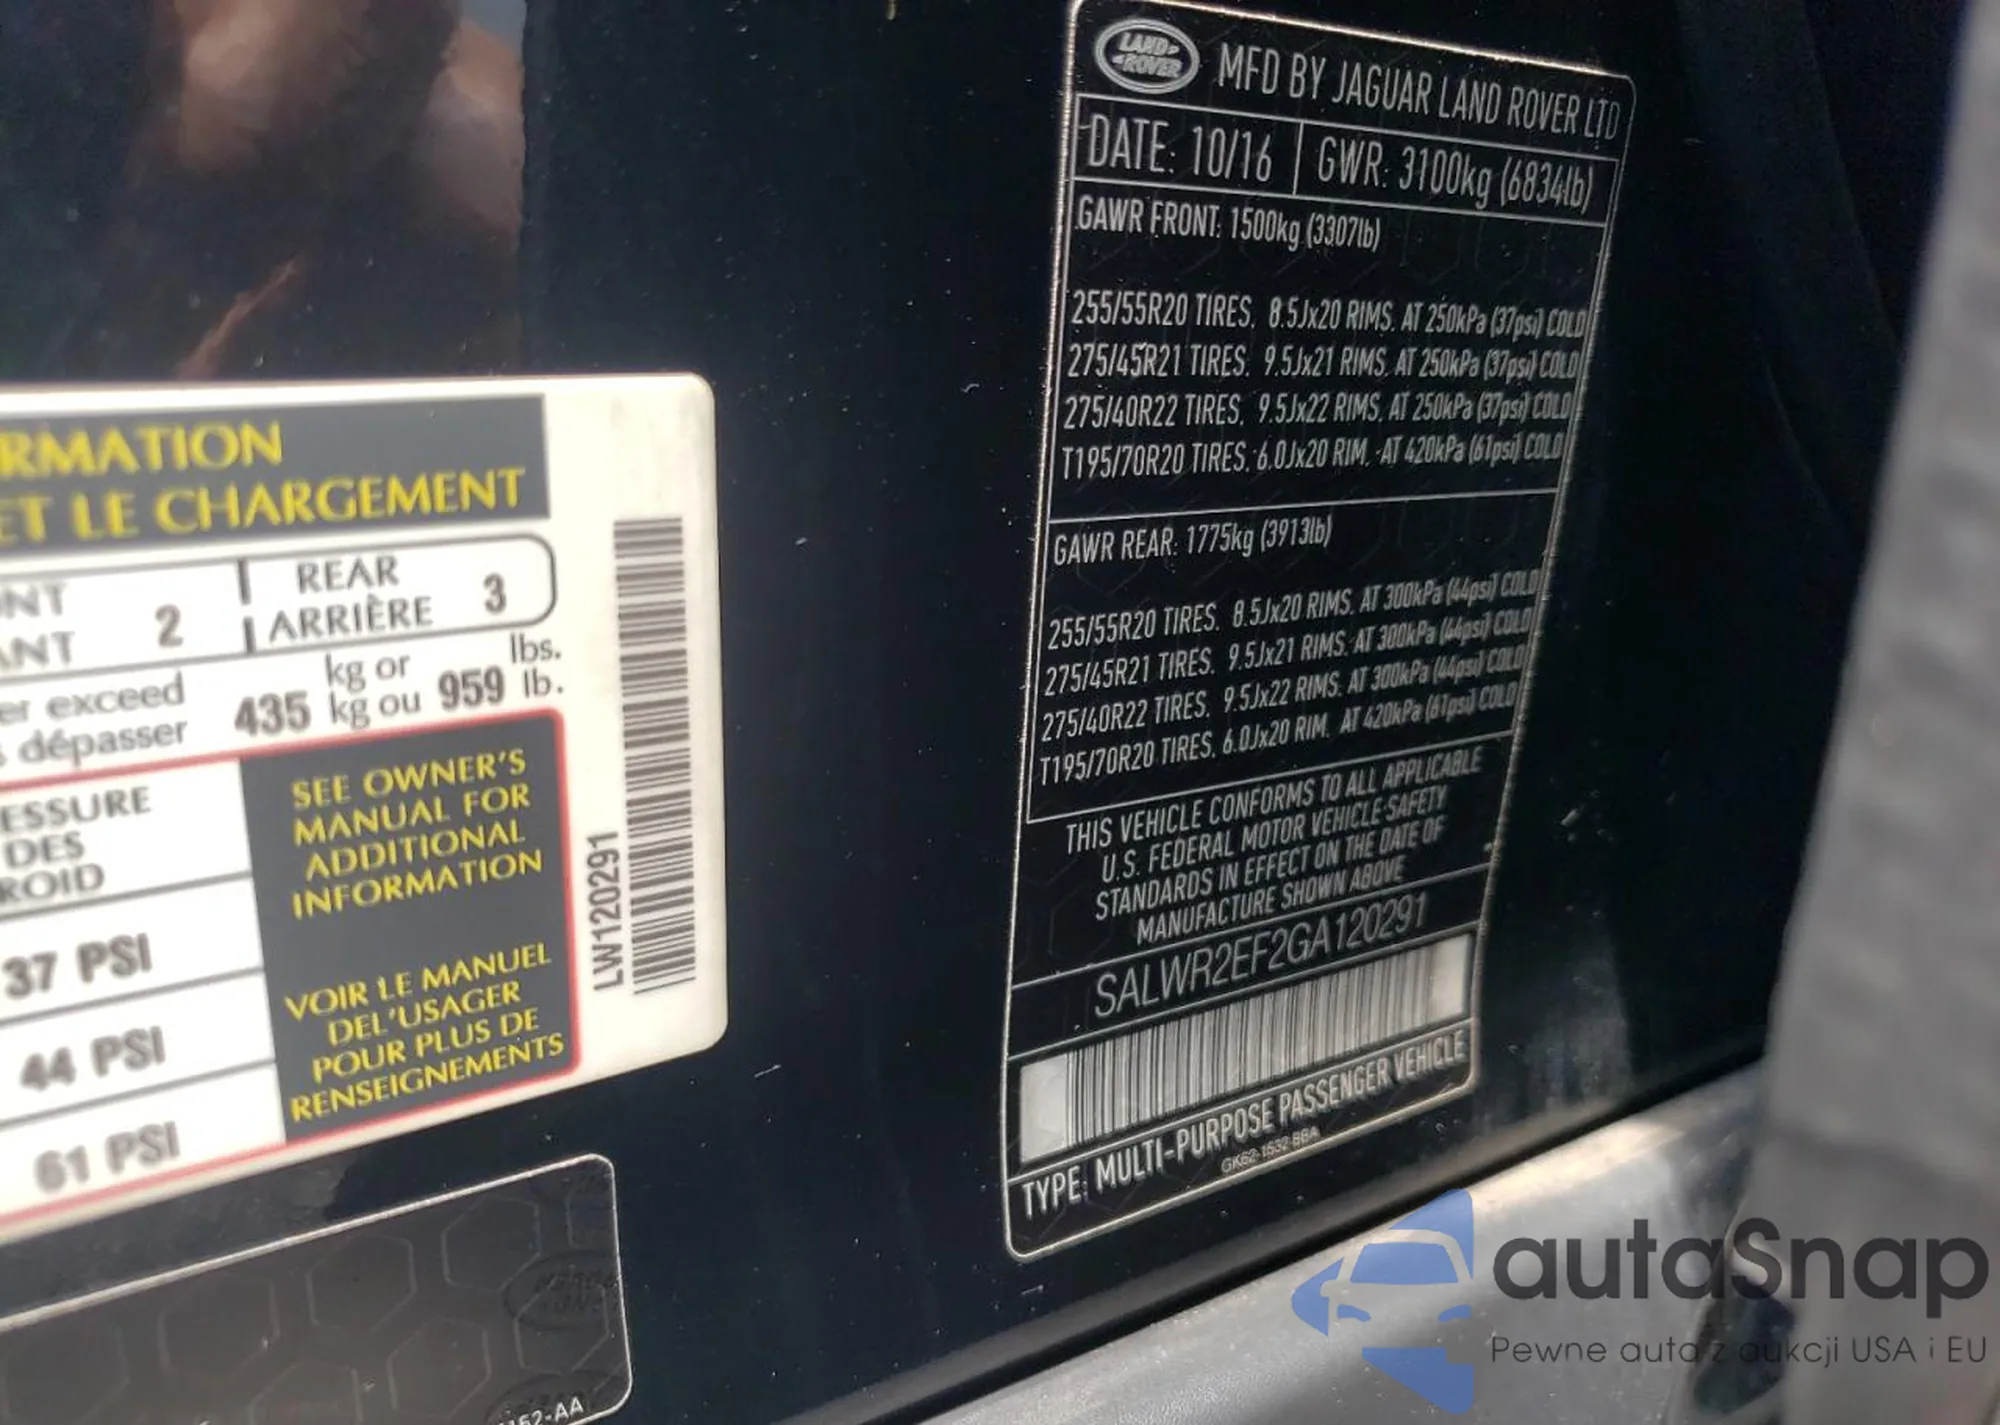 RMATION
ET LE CHARGEMENT
NT
ANT 2
REAR
ARRIÈRE 3
er exceed
dépasser
435 kg or
kg ou 959 lbs.
lb.
ESSURE
DES
ROID
37 PSI
44 PSI
61 PSI
SEE OWNER'S
MANUAL FOR
ADDITIONAL
INFORMATION
VOIR LE MANUEL
DEL'USAGER
POUR PLUS DE
RENSEIGNEMENTS
LW120291
152-AA
LAND
ROVER
MFD BY JAGUAR LAND ROVER LTD
DATE: 10/16 GWR: 3100kg (6834lb)
GAWR FRONT: 1500kg (3307lb)
255/55R20 TIRES, 8.5Jx20 RIMS, AT 250kPa (37psi) COLD
275/45R21 TIRES, 9.5Jx21 RIMS, AT 250kPa (37psi) COLD
275/40R22 TIRES, 9.5Jx22 RIMS, AT 250kPa (37psi) COLD
T195/70R20 TIRES, 6.0Jx20 RIM, AT 420kPa (61psi) COLD
GAWR REAR: 1775kg (3913lb)
255/55R20 TIRES, 8.5Jx20 RIMS, AT 300kPa (44psi) COLD
275/45R21 TIRES, 9.5Jx21 RIMS, AT 300kPa (44psi) COLD
275/40R22 TIRES, 9.5Jx22 RIMS, AT 300kPa (44psi) COLD
T195/70R20 TIRES, 6.0Jx20 RIM, AT 420kPa (61psi) COLD
THIS VEHICLE CONFORMS TO ALL APPLICABLE
U.S. FEDERAL MOTOR VEHICLE SAFETY
STANDARDS IN EFFECT ON THE DATE OF
MANUFACTURE SHOWN ABOVE
SALWR2EF2GA120291
TYPE: MULTI-PURPOSE PASSENGER VEHICLE
autaSnap
Pewne auta z aukcji USA i EU